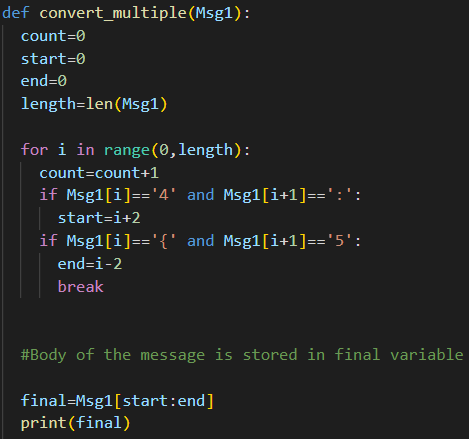 def convert_multiple(Msg1):
  count=0
  start=0
  end=0
  length=len(Msg1)
  for i in range(0,length):
    count=count+1
    if Msg1[i]=='4' and Msg1[i+1]==':':
      start=i+2
    if Msg1[i]=='{' and Msg1[i+1]=='5':
      end=i-2
      break
  #Body of the message is stored in final variable
  final=Msg1[start:end]
  print(final)